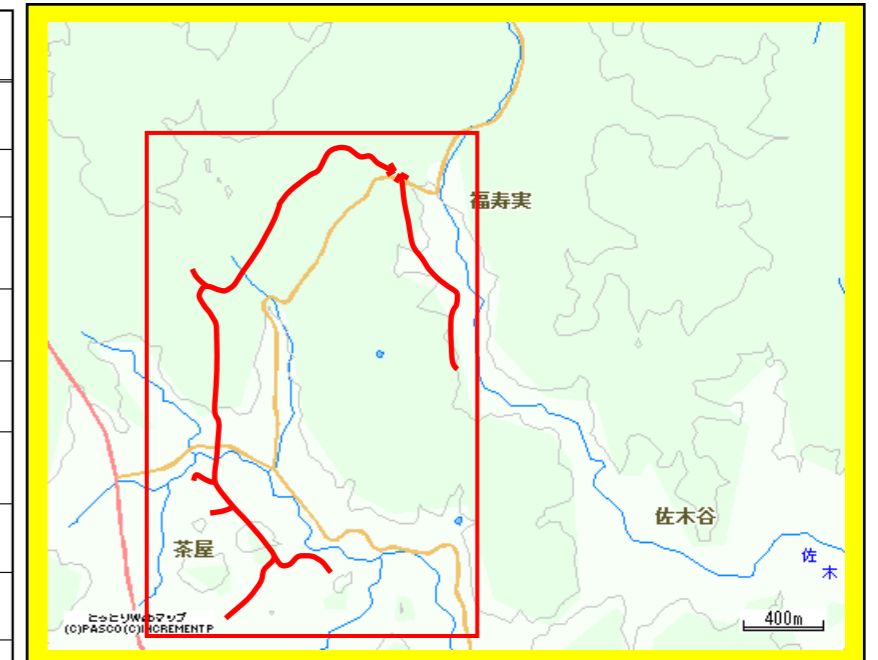 福寿実
佐木谷
茶屋
佐
木
とっとりWebマップ
(C)PASCO(C)INCREMENT P
400m